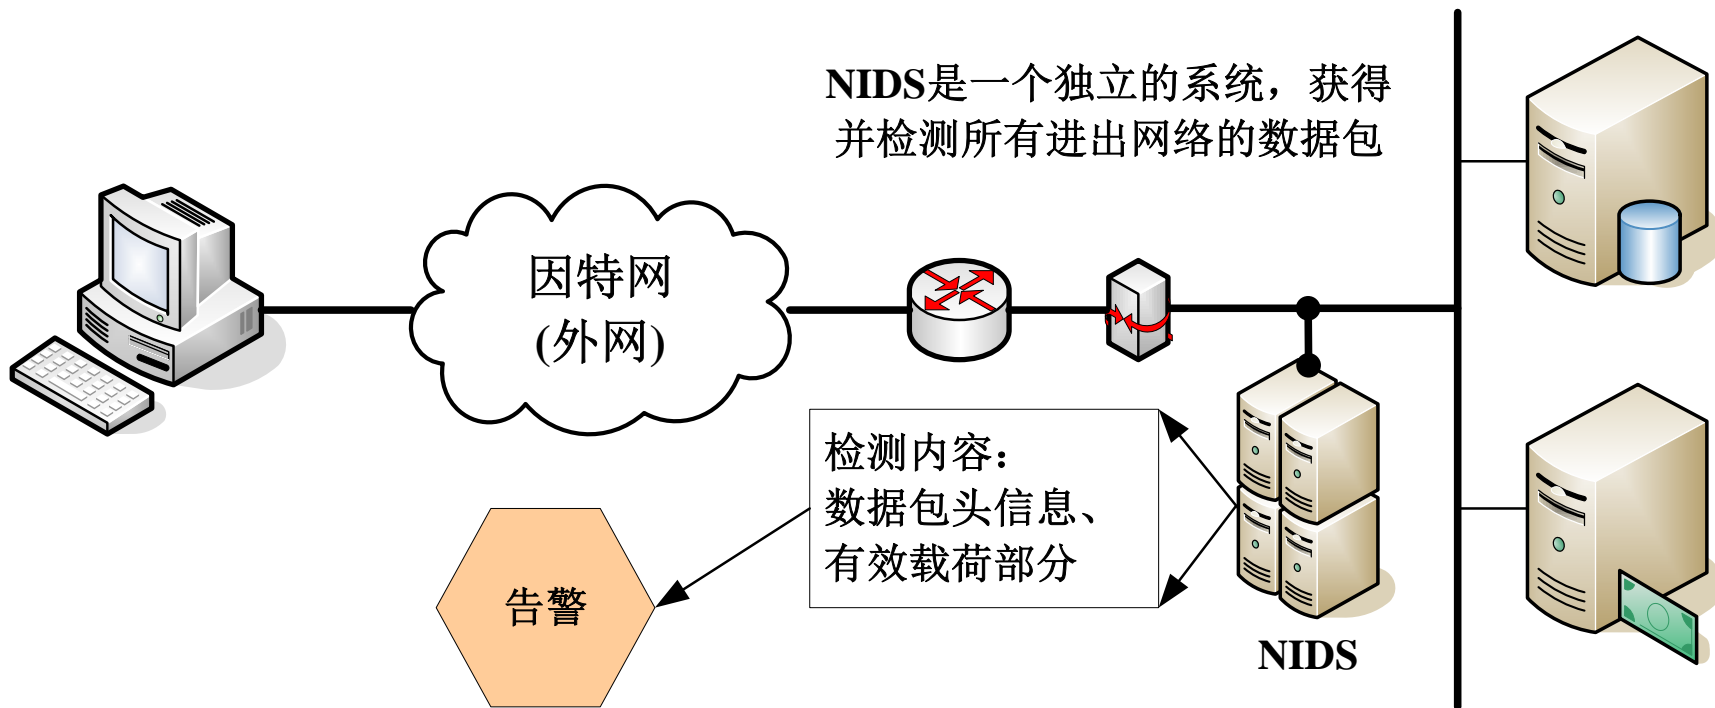 NIDS是一个独立的系统，获得
并检测所有进出网络的数据包
因特网
(外网)
检测内容：
数据包头信息、
有效载荷部分
告警
NIDS